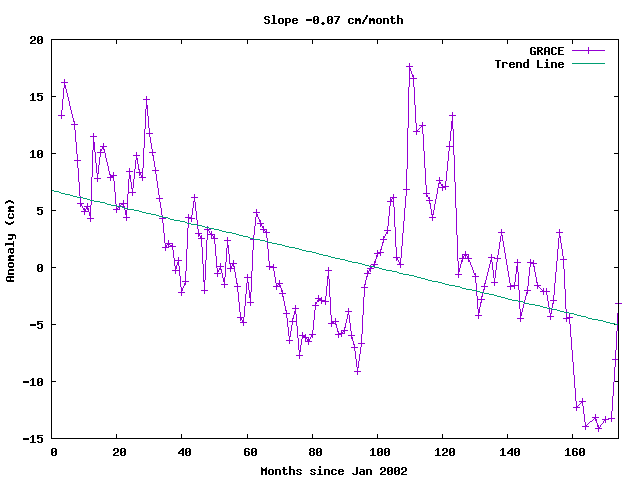 Slope -0.07 cm/month
GRACE
Trend Line
20
15
10
5
0
-5
-10
-15
Anomaly (cm)
0 20 40 60 80 100 120 140 160
Months since Jan 2002